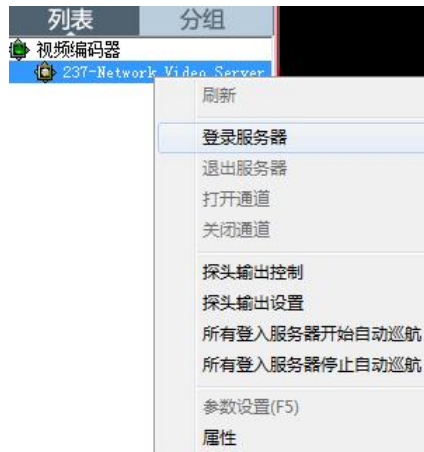 列表 分组
视频编码器
237-Network Video Server
刷新
登录服务器
退出服务器
打开通道
关闭通道
探头输出控制
探头输出设置
所有登入服务器开始自动巡航
所有登入服务器停止自动巡航
参数设置(F5)
属性